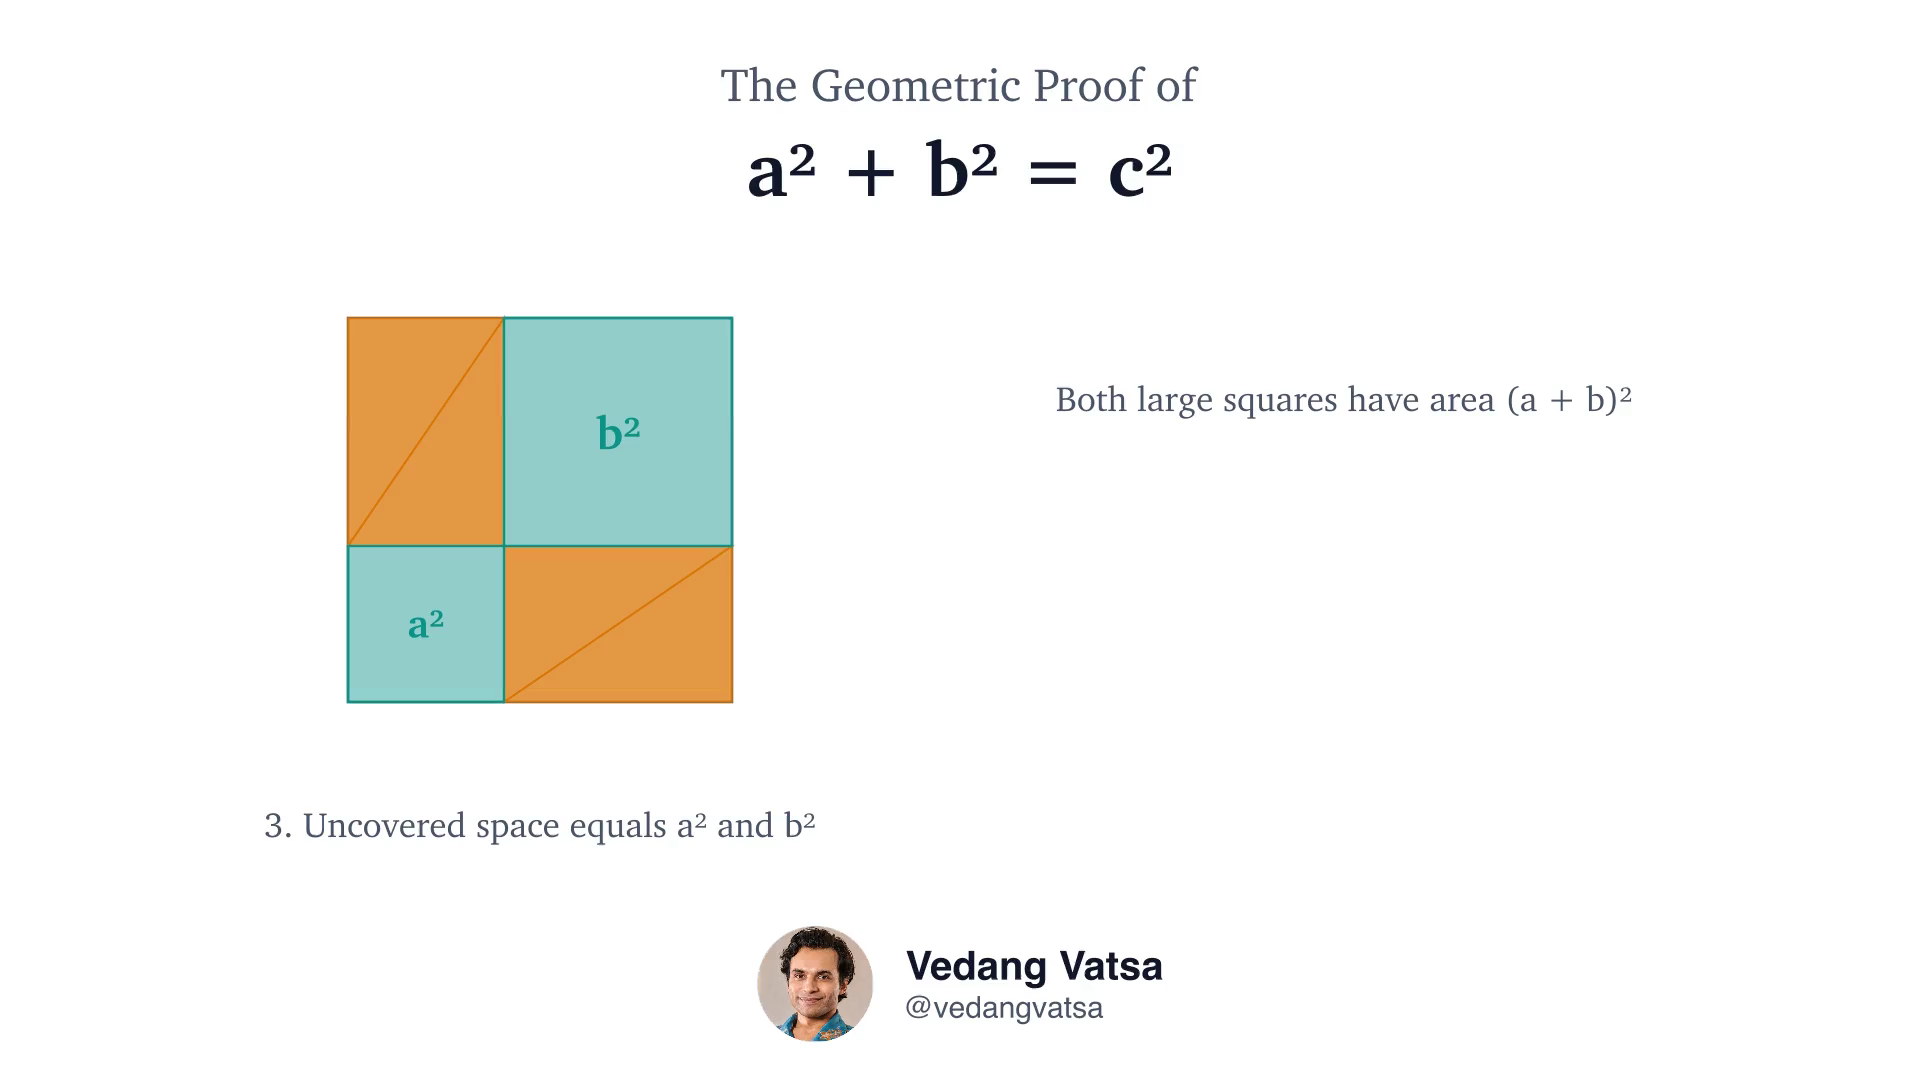 The Geometric Proof of
a² + b² = c²
b²
Both large squares have area (a + b)²
a²
3. Uncovered space equals a² and b²
Vedang Vatsa
@vedangvatsa